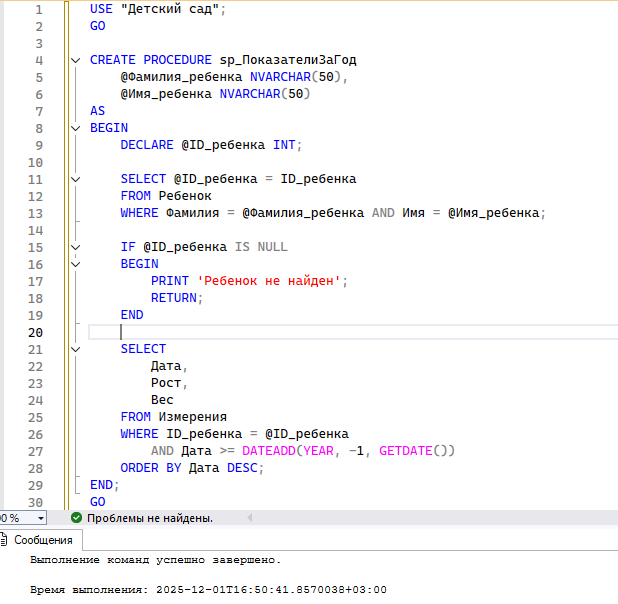 1 USE "Детский сад";
2 GO
3
4 CREATE PROCEDURE sp_ПоказателиЗаГод
5 @Фамилия_ребенка NVARCHAR(50),
6 @Имя_ребенка NVARCHAR(50)
7 AS
8 BEGIN
9 DECLARE @ID_ребенка INT;
10
11 SELECT @ID_ребенка = ID_ребенка
12 FROM Ребенок
13 WHERE Фамилия = @Фамилия_ребенка AND Имя = @Имя_ребенка;
14
15 IF @ID_ребенка IS NULL
16 BEGIN
17 PRINT 'Ребенок не найден';
18 RETURN;
19 END
20
21 SELECT
22 Дата,
23 Рост,
24 Вес
25 FROM Измерения
26 WHERE ID_ребенка = @ID_ребенка
27 AND Дата >= DATEADD(YEAR, -1, GETDATE())
28 ORDER BY Дата DESC;
29 END;
30 GO
0 % Проблемы не найдены.
Сообщения
Выполнение команд успешно завершено.
Время выполнения: 2025-12-01T16:50:41.8570038+03:00